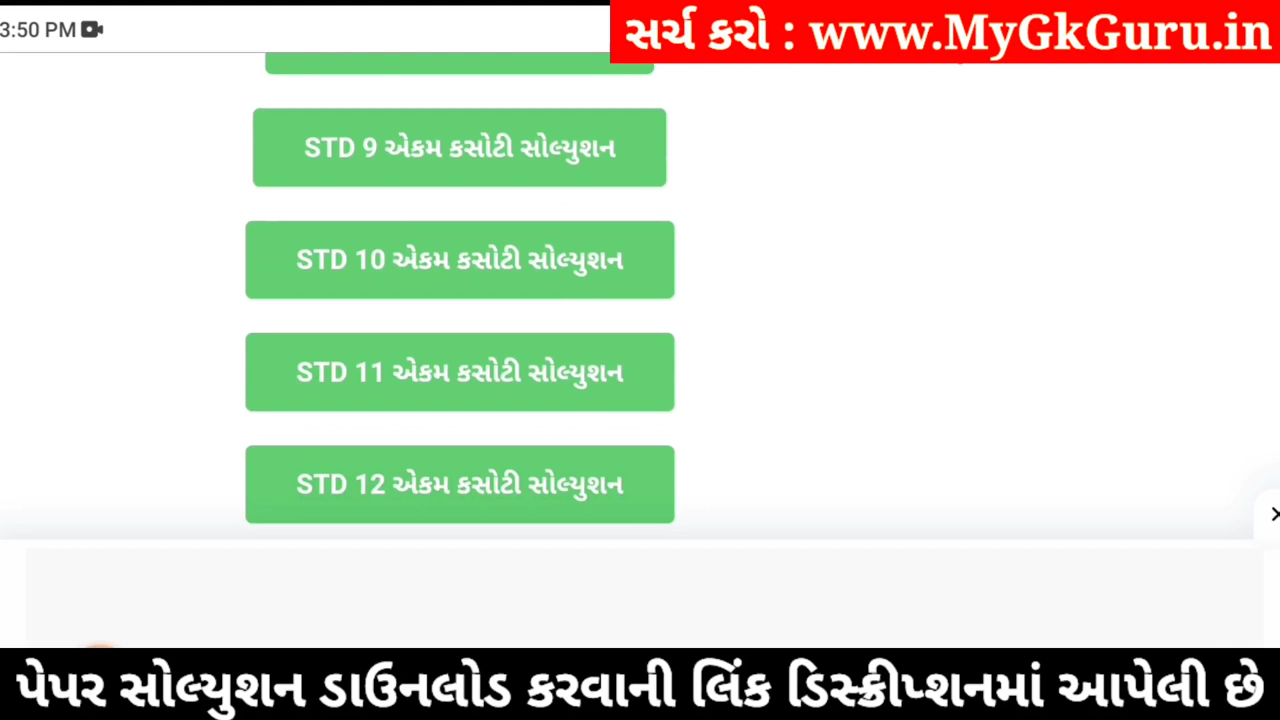 3:50 PM
સર્ચ કરો : www.MyGkGuru.in
STD 9 એકમ કસોટી સોલ્યુશન
STD 10 એકમ કસોટી સોલ્યુશન
STD 11 એકમ કસોટી સોલ્યુશન
STD 12 એકમ કસોટી સોલ્યુશન
પેપર સોલ્યુશન ડાઉનલોડ કરવાની લિંક ડિસ્ક્રીપ્શનમાં આપેલી છે